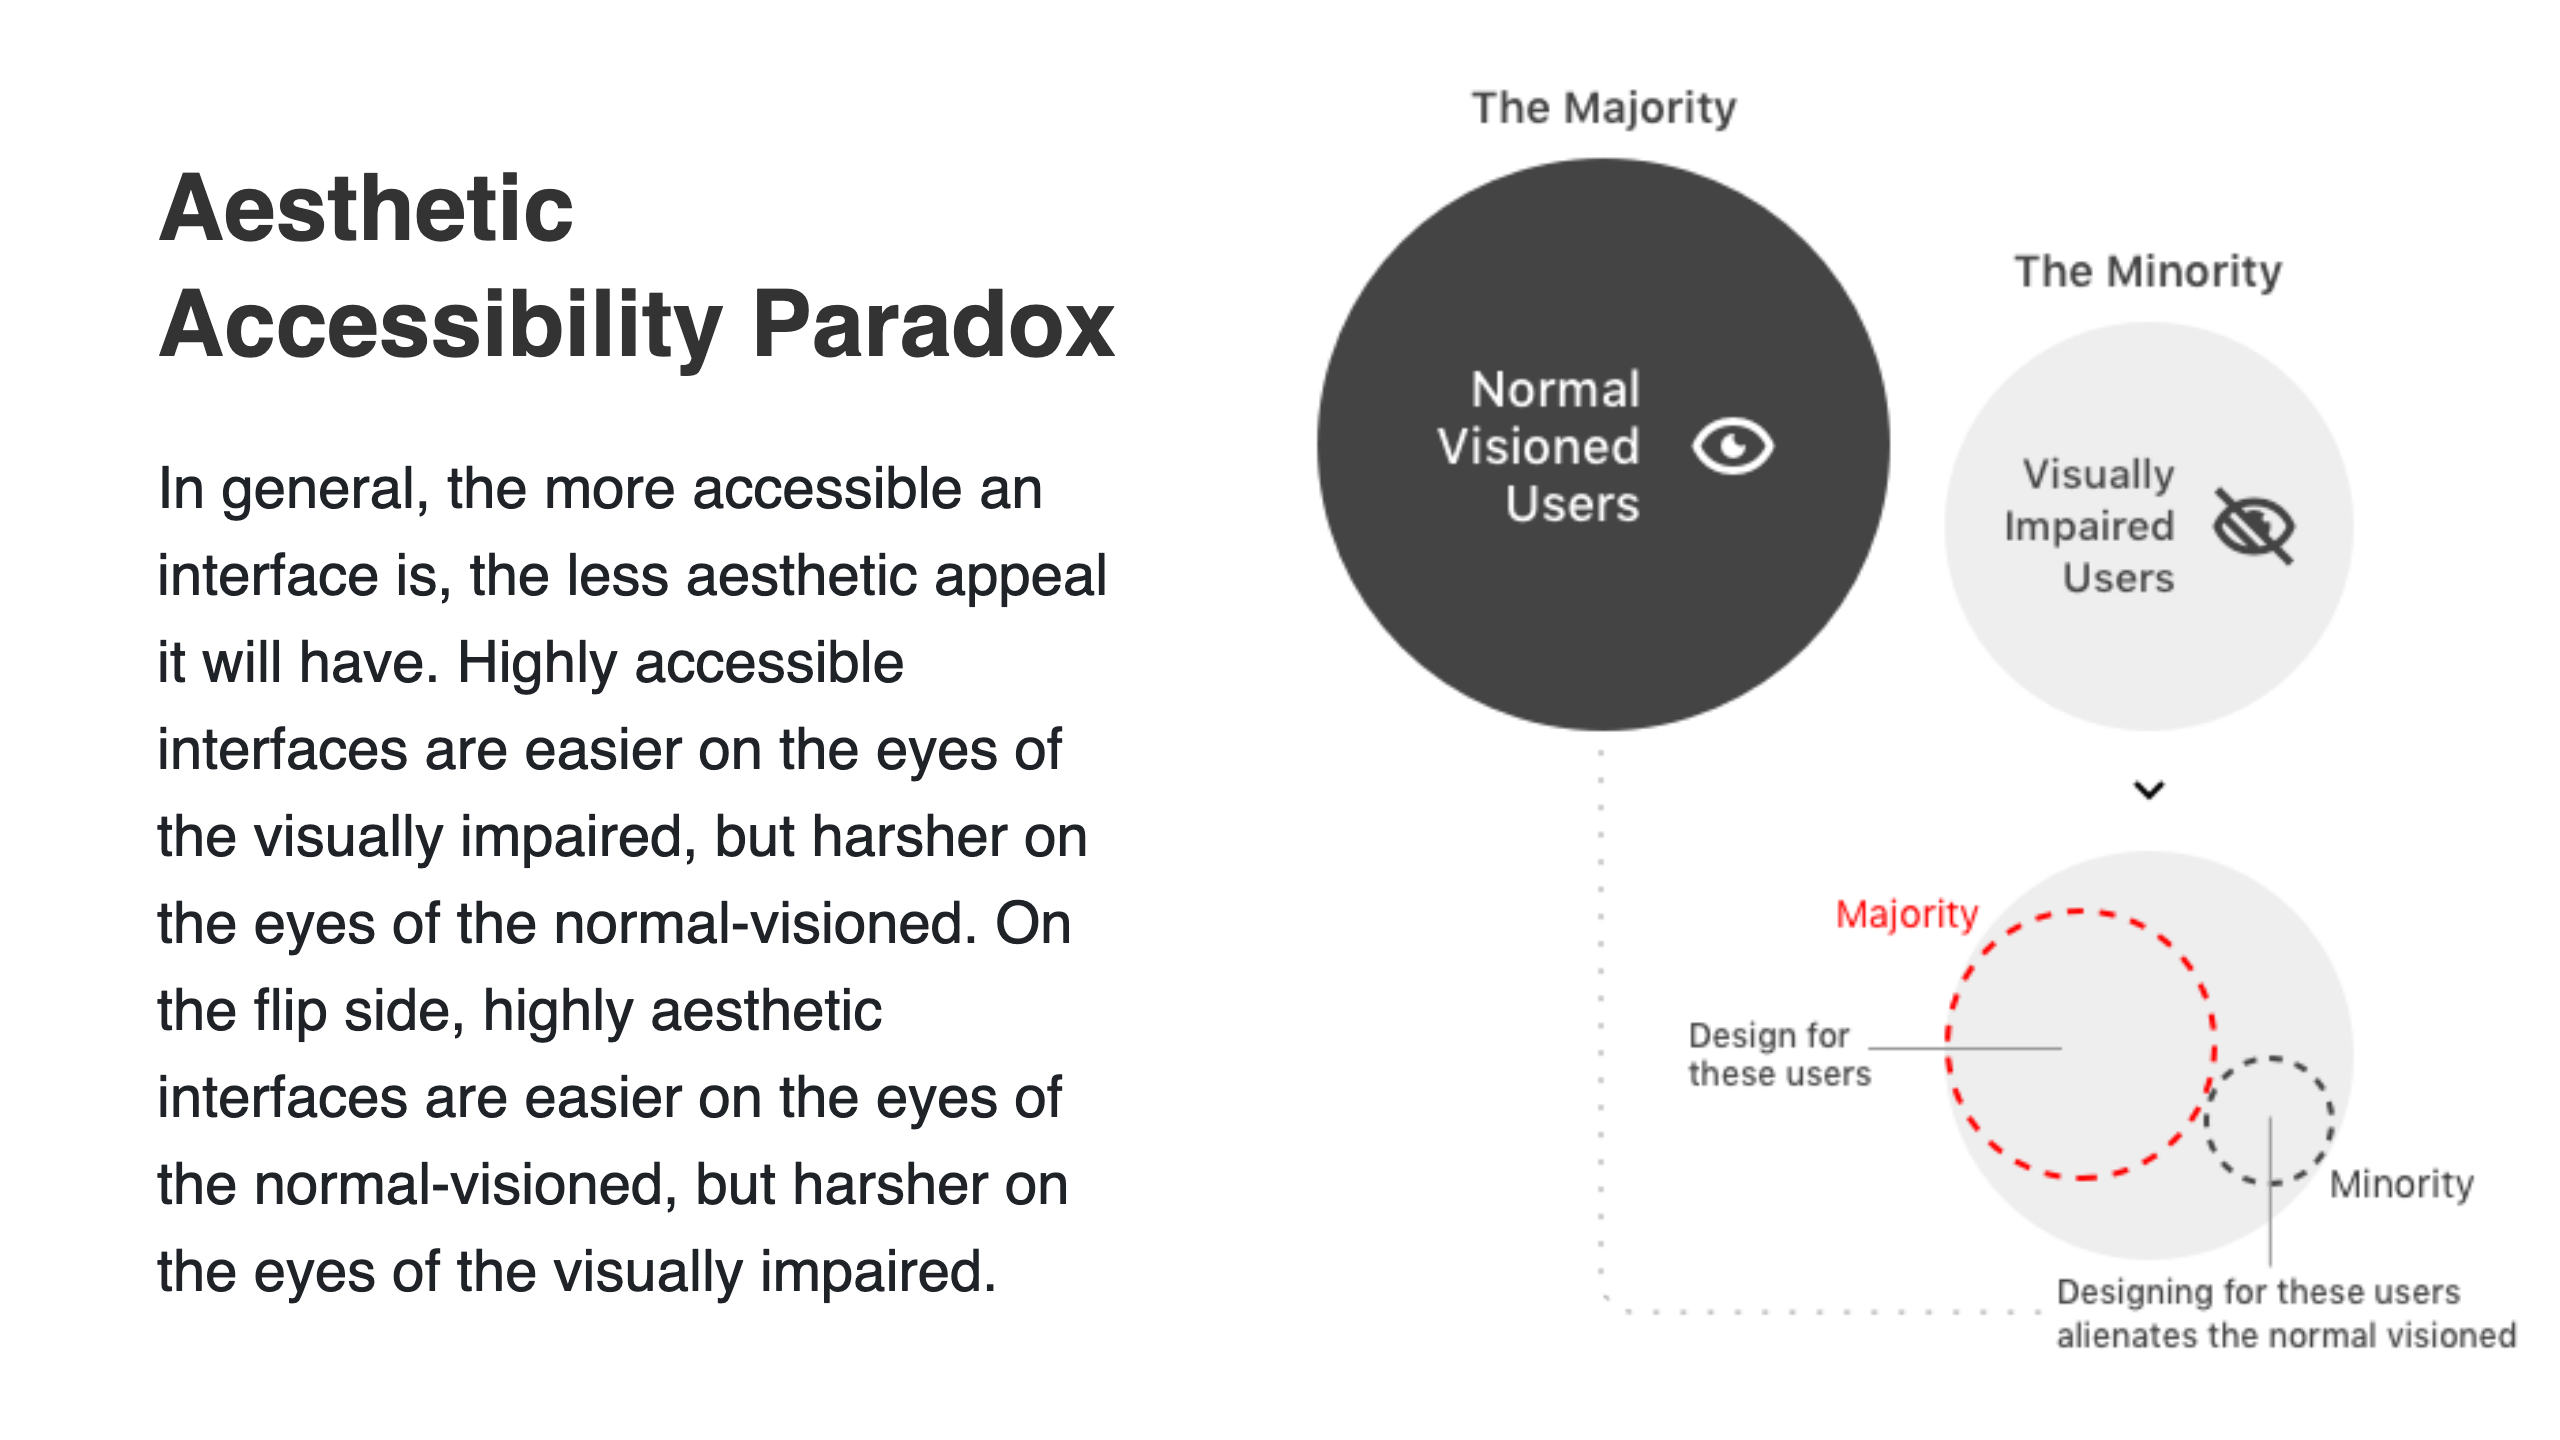 Aesthetic
Accessibility Paradox
In general, the more accessible an
interface is, the less aesthetic appeal
it will have. Highly accessible
interfaces are easier on the eyes of
the visually impaired, but harsher on
the eyes of the normal-visioned. On
the flip side, highly aesthetic
interfaces are easier on the eyes of
the normal-visioned, but harsher on
the eyes of the visually impaired.
The Majority
Normal
Visioned
Users
The Minority
Visually
Impaired
Users
Majority
Design for
these users
Minority
Designing for these users
alienates the normal visioned